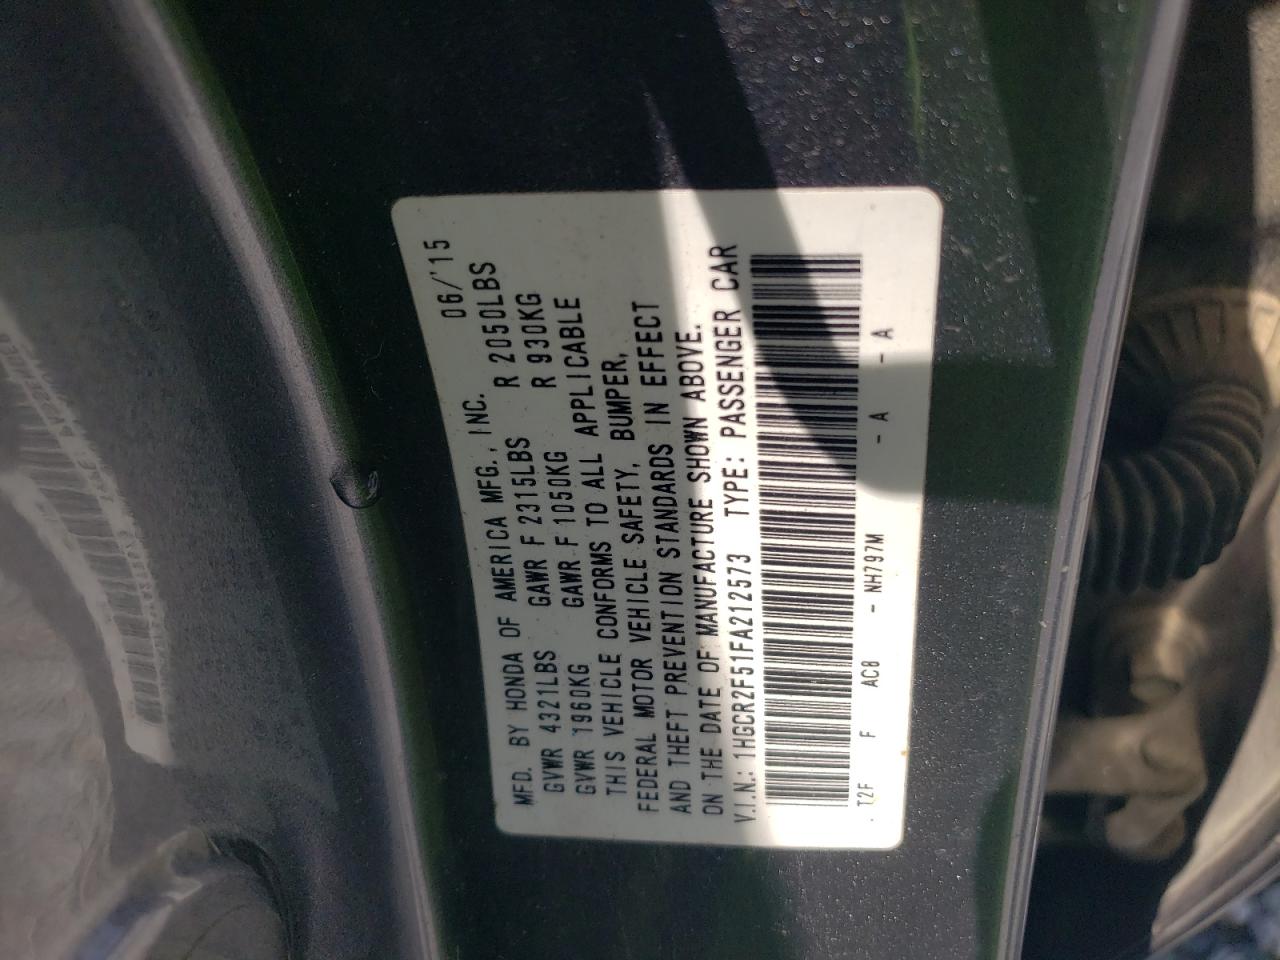 MFD. BY HONDA OF AMERICA MFG., INC. 06/'15
GVWR 4321LBS GAWR F 2315LBS R 2050LBS
GVWR 1960KG GAWR F 1050KG R 930KG
THIS VEHICLE CONFORMS TO ALL APPLICABLE
FEDERAL MOTOR VEHICLE SAFETY, BUMPER,
AND THEFT PREVENTION STANDARDS IN EFFECT
ON THE DATE OF MANUFACTURE SHOWN ABOVE.
V.I.N.: 1HGCR2F51FA212573 TYPE: PASSENGER CAR
T2F F AC8 - NH797M - A - A